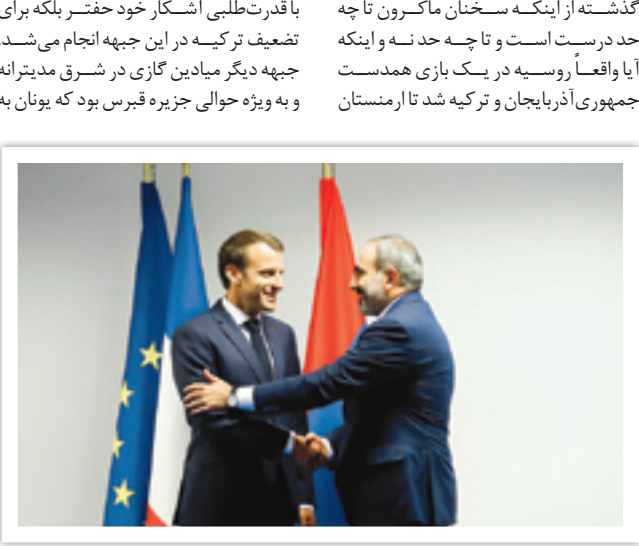 گذشته از اینکه سخنان ماکرون تا چه
حد درست است و تا چه حد نه و اینکه
آیا واقعاً روسیه در یک بازی همدست
جمهوری آذربایجان و ترکیه شد تا ارمنستان
با قدرت‌طلبی آشکار خود حفتر بلکه برای
تضعیف ترکیه در این جبهه انجام می‌شد.
جبهه دیگر میادین گازی در شرق مدیترانه
و به ویژه حوالی جزیره قبرس بود که یونان به